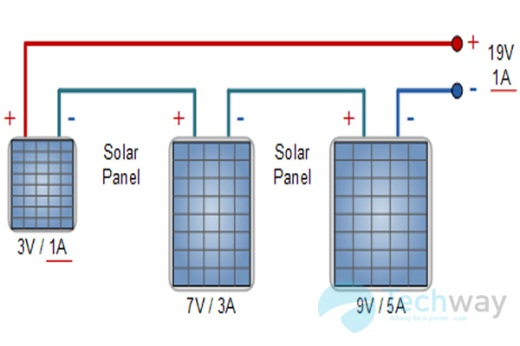 +
19V
1A
-
+ - + - + -
Solar
Panel
Solar
Panel
3V / 1A
7V / 3A
9V / 5A
Techway